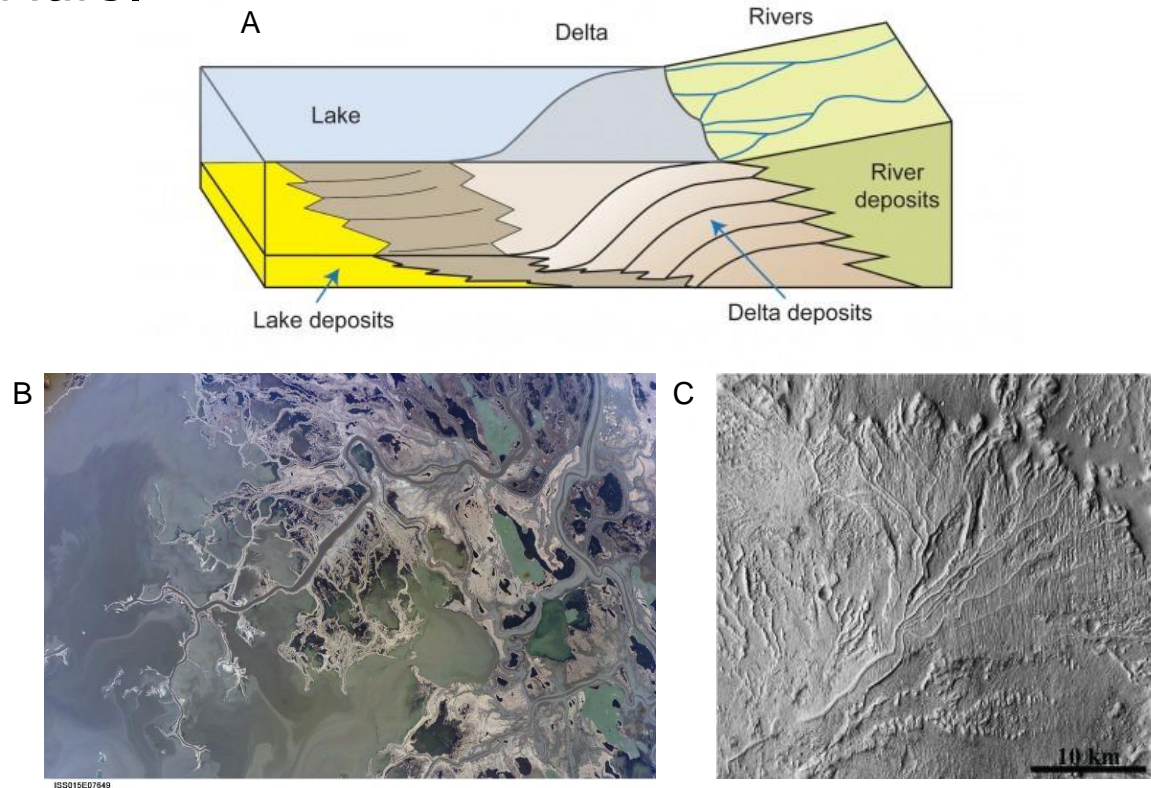 A
Delta
Rivers
Lake
River
deposits
Lake deposits
Delta deposits
B
C
10 km
ISS015E07649